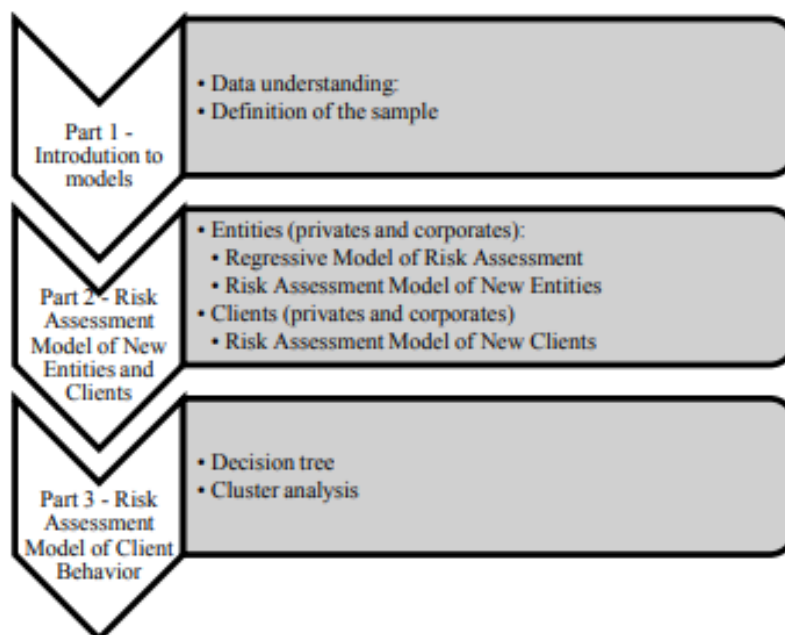 Part 1 -
Introdution to
models
• Data understanding:
• Definition of the sample
Part 2 - Risk
Assessment
Model of New
Entities and
Clients
• Entities (privates and corporates):
• Regressive Model of Risk Assessment
• Risk Assessment Model of New Entities
• Clients (privates and corporates)
• Risk Assessment Model of New Clients
Part 3 - Risk
Assessment
Model of Client
Behavior
• Decision tree
• Cluster analysis